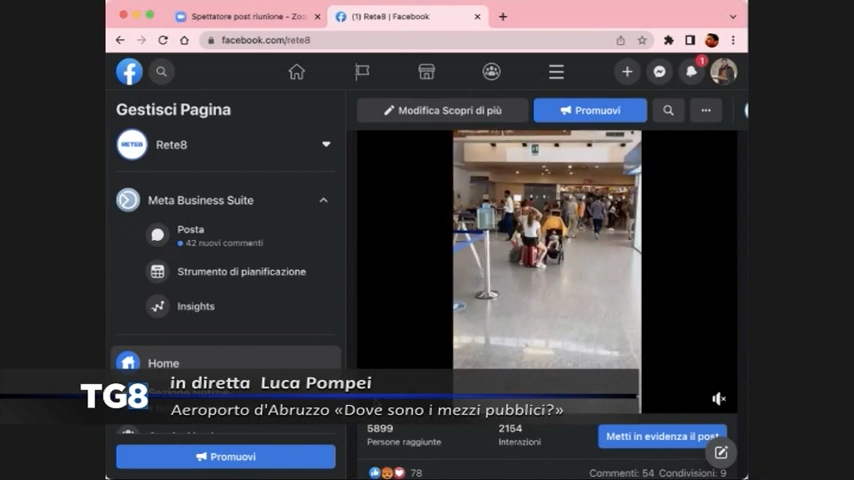 Spettatore post riunione - Zoo
(1) Rete8 | Facebook
facebook.com/rete8
1
Gestisci Pagina
Modifica Scopri di più
Promuovi
RETE8
Rete8
Meta Business Suite
Posta
42 nuovi commenti
Strumento di pianificazione
Insights
Home
TG8
in diretta Luca Pompei
Aeroporto d'Abruzzo «Dove sono i mezzi pubblici?»
5899
Persone raggiunte
2154
Interazioni
Metti in evidenza il post
Promuovi
78
Commenti: 54 Condivisioni: 9